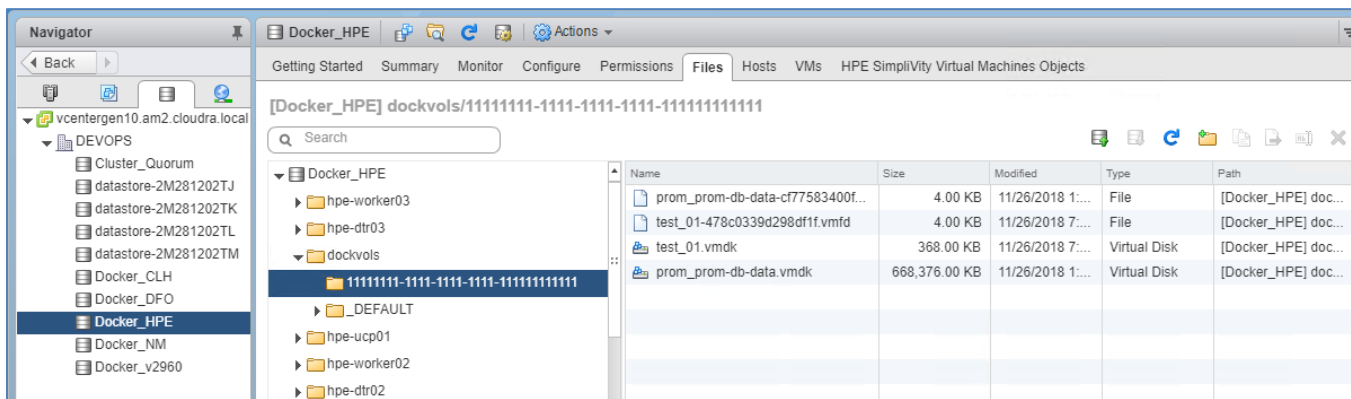 Navigator
Back
vcentergen10.am2.cloudra.local
DEVOPS
Cluster_Quorum
datastore-2M281202TJ
datastore-2M281202TK
datastore-2M281202TL
datastore-2M281202TM
Docker_CLH
Docker_DFO
Docker_HPE
Docker_NM
Docker_v2960
Docker_HPE Actions
Getting Started Summary Monitor Configure Permissions Files Hosts VMs HPE SimpliVity Virtual Machines Objects
[Docker_HPE] dockvols/11111111-1111-1111-1111-111111111111
Search
Docker_HPE
hpe-worker03
hpe-dtr03
dockvols
11111111-1111-1111-1111-111111111111
_DEFAULT
hpe-ucp01
hpe-worker02
hpe-dtr02
Name Size Modified Type Path
prom_prom-db-data-cf77583400f... 4.00 KB 11/26/2018 1:... File [Docker_HPE] doc...
test_01-478c0339d298df1f.vmfd 4.00 KB 11/26/2018 7:... File [Docker_HPE] doc...
test_01.vmdk 368.00 KB 11/26/2018 7:... Virtual Disk [Docker_HPE] doc...
prom_prom-db-data.vmdk 668,376.00 KB 11/26/2018 1:... Virtual Disk [Docker_HPE] doc...